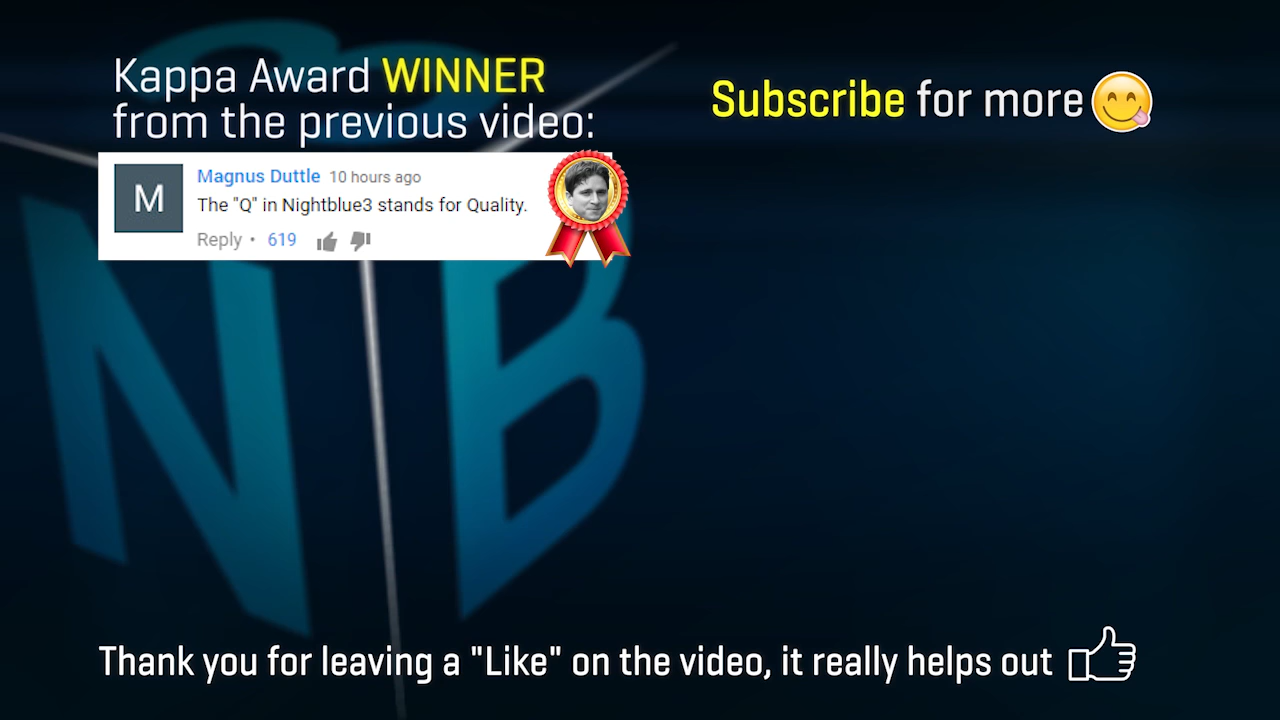 Kappa Award WINNER
from the previous video:
Subscribe for more
M
Magnus Duttle 10 hours ago
The "Q" in Nightblue3 stands for Quality.
Reply • 619
N B
Thank you for leaving a "Like" on the video, it really helps out